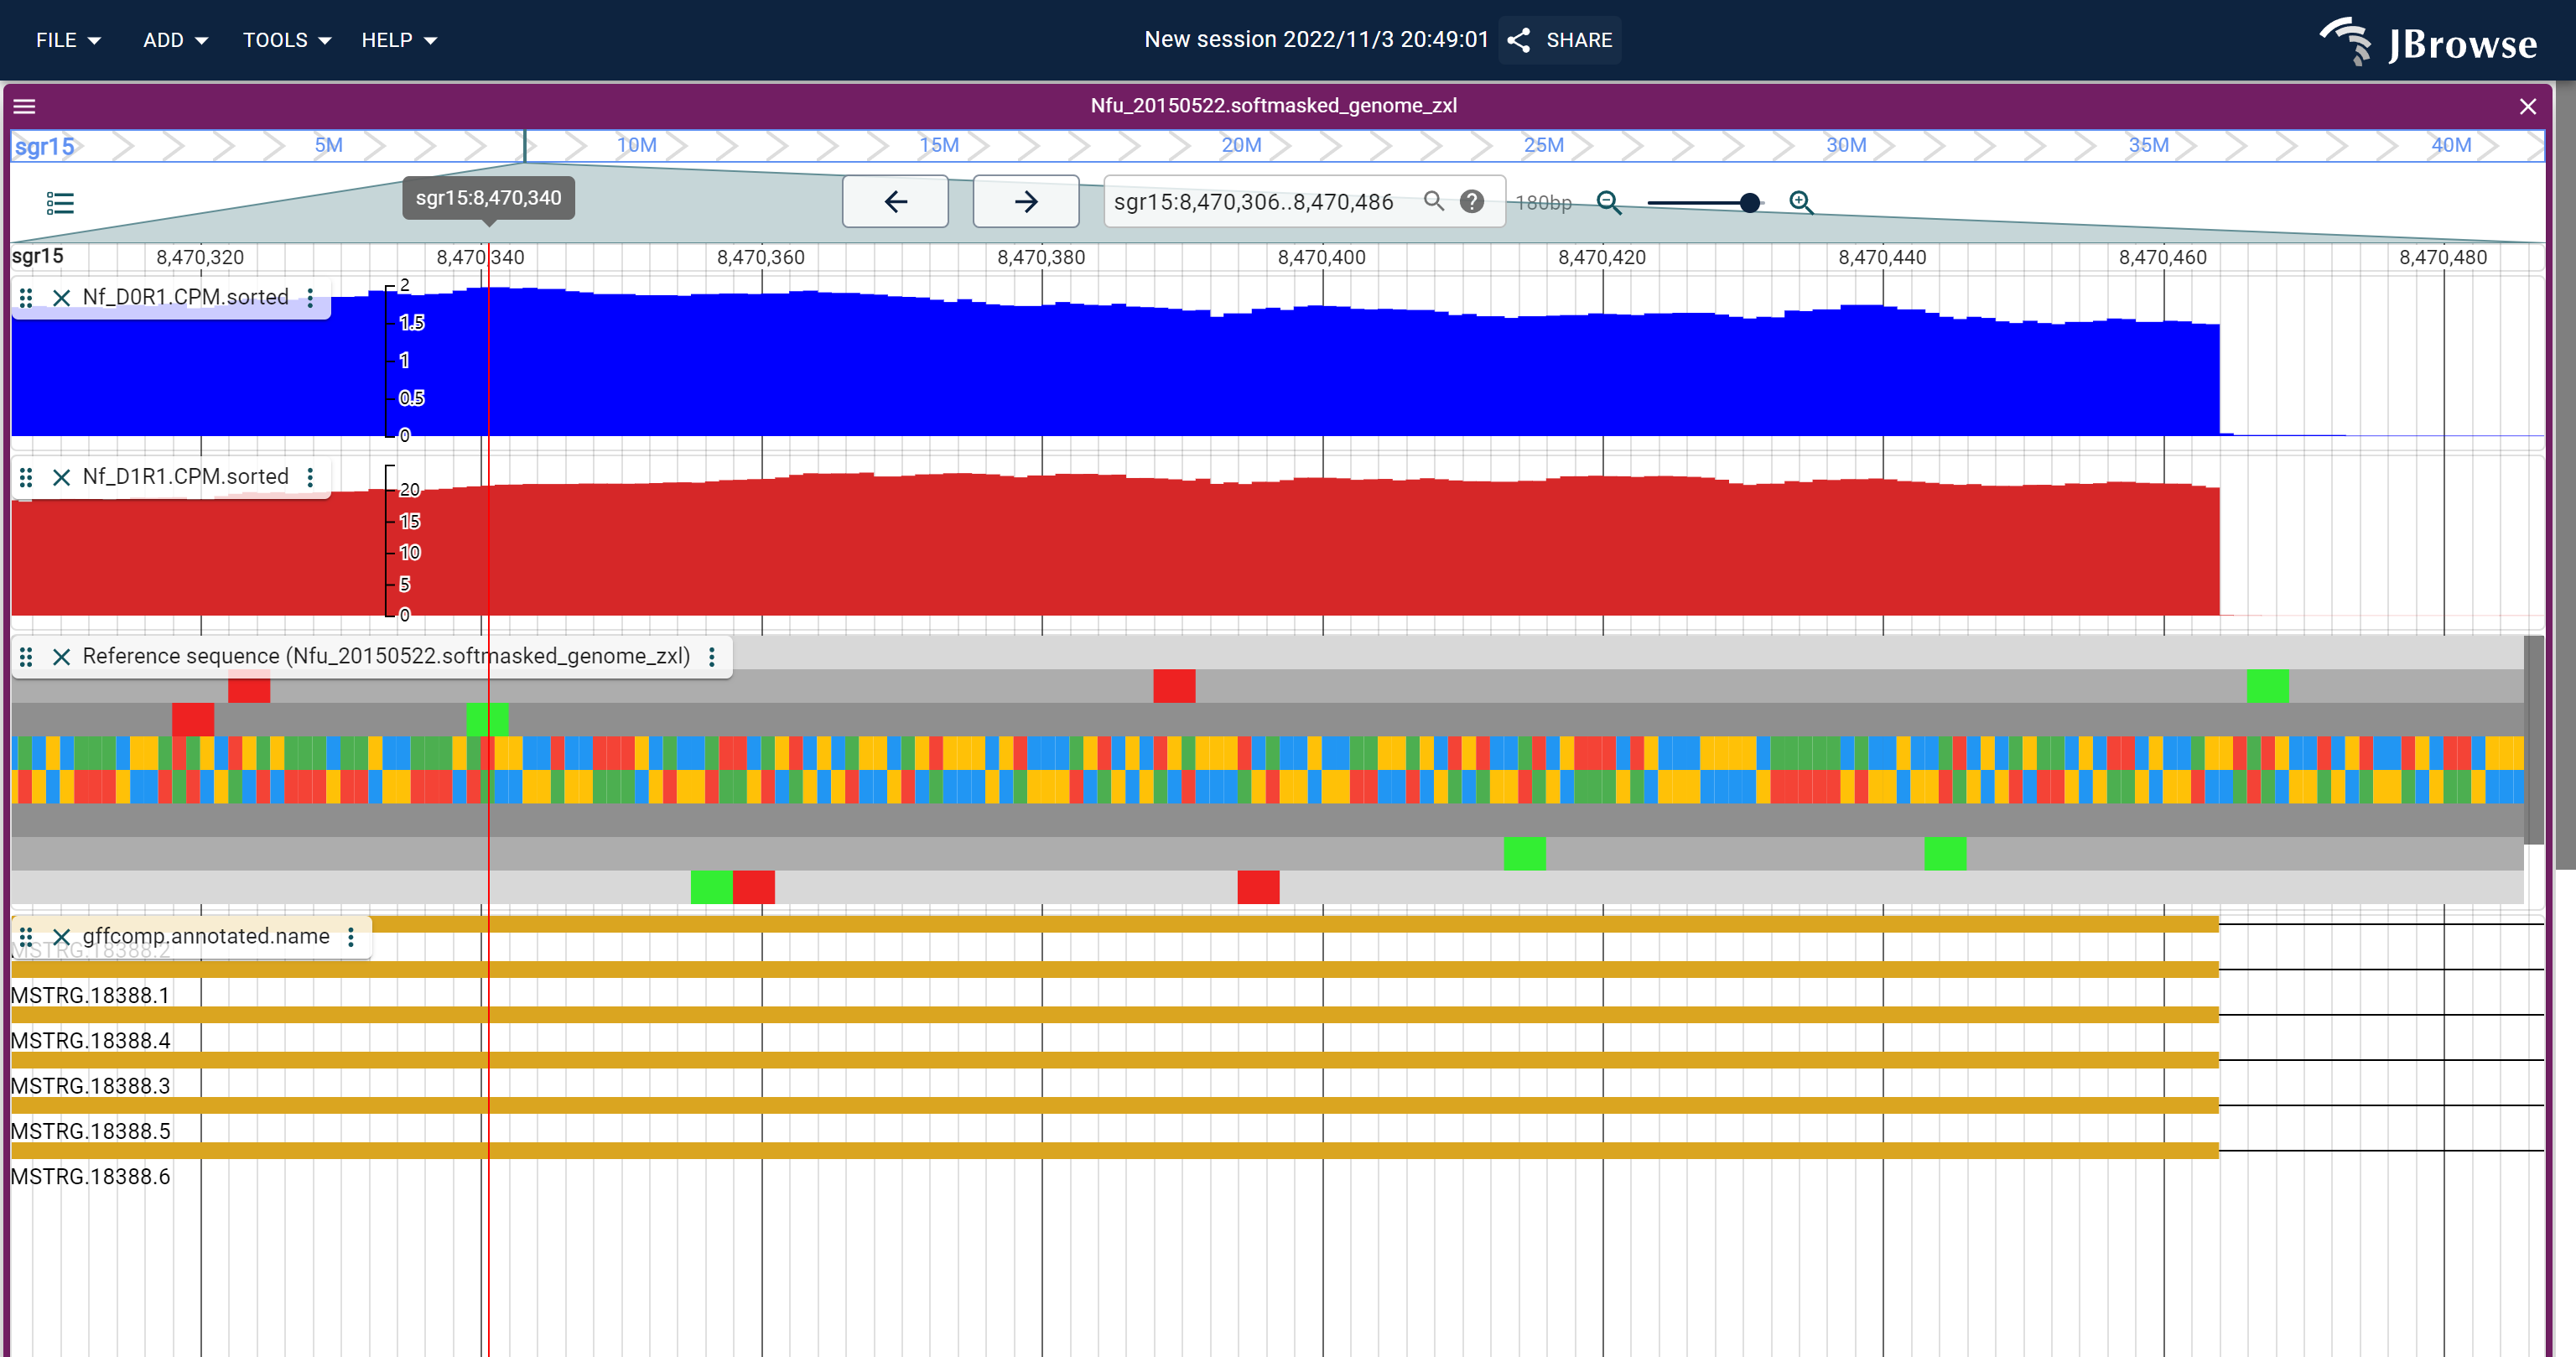 FILE ADD TOOLS HELP New session 2022/11/3 20:49:01 SHARE JBrowse
Nfu_20150522.softmasked_genome_zxl
sgr15 5M 10M 15M 20M 25M 30M 35M 40M
sgr15:8,470,340 sgr15:8,470,306..8,470,486 180bp
sgr15 8,470,320 8,470,340 8,470,360 8,470,380 8,470,400 8,470,420 8,470,440 8,470,460 8,470,480
Nf_D0R1.CPM.sorted
2
1.5
1
0.5
0
Nf_D1R1.CPM.sorted
20
15
10
5
0
Reference sequence (Nfu_20150522.softmasked_genome_zxl)
gffcomp.annotated.name
MSTRG.18388.2
MSTRG.18388.1
MSTRG.18388.4
MSTRG.18388.3
MSTRG.18388.5
MSTRG.18388.6